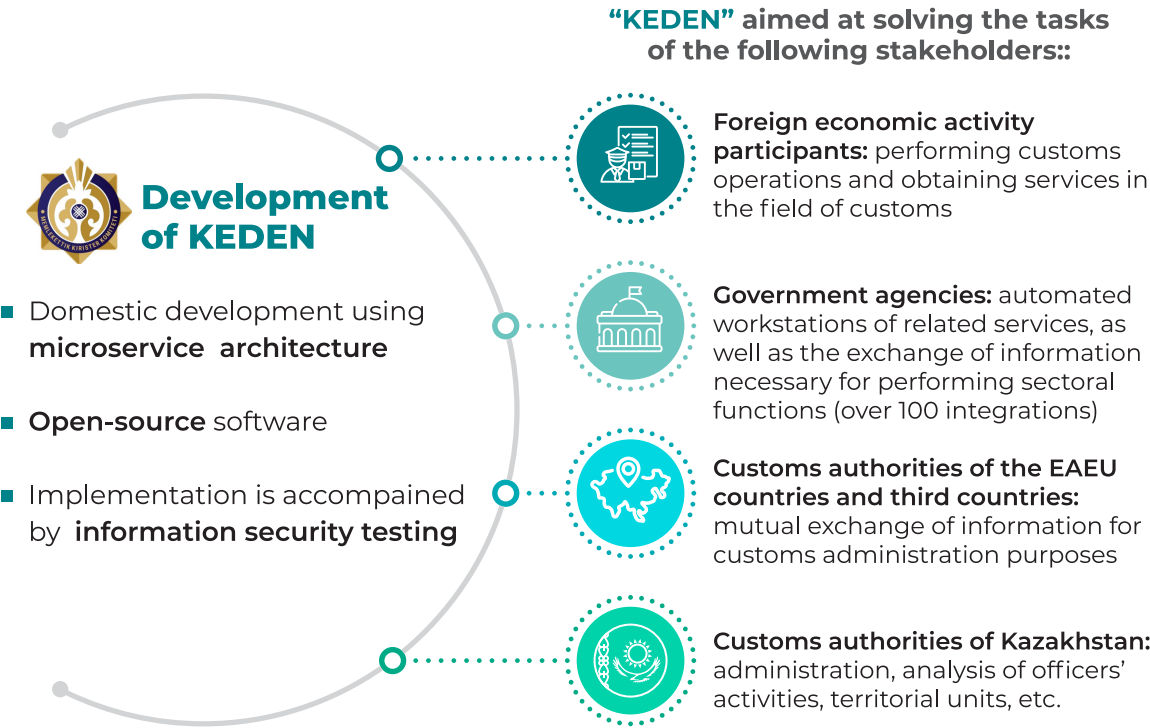 “KEDEN” aimed at solving the tasks
of the following stakeholders::
Development
of KEDEN
MEMLEKETTIK KIRISTER KOMITETI
Domestic development using
microservice architecture
Open-source software
Implementation is accompained
by information security testing
Foreign economic activity
participants: performing customs
operations and obtaining services in
the field of customs
Government agencies: automated
workstations of related services, as
well as the exchange of information
necessary for performing sectoral
functions (over 100 integrations)
Customs authorities of the EAEU
countries and third countries:
mutual exchange of information for
customs administration purposes
Customs authorities of Kazakhstan:
administration, analysis of officers’
activities, territorial units, etc.